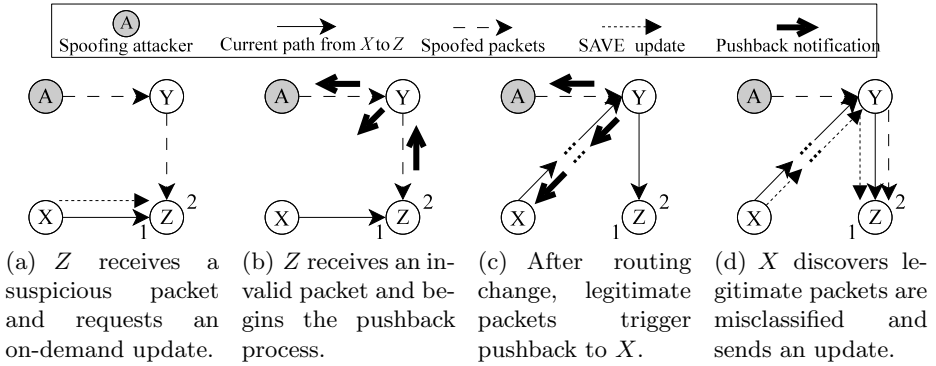 A
Spoofing attacker
Current path from X to Z
Spoofed packets
SAVE update
Pushback notification
A
Y
X
Z
1
2
A
Y
X
Z
1
2
A
Y
X
Z
1
2
A
Y
X
Z
1
2
(a) Z receives a
suspicious packet
and requests an
on-demand update.
(b) Z receives an in-
valid packet and be-
gins the pushback
process.
(c) After routing
change, legitimate
packets trigger
pushback to X.
(d) X discovers le-
gitimate packets are
misclassified and
sends an update.